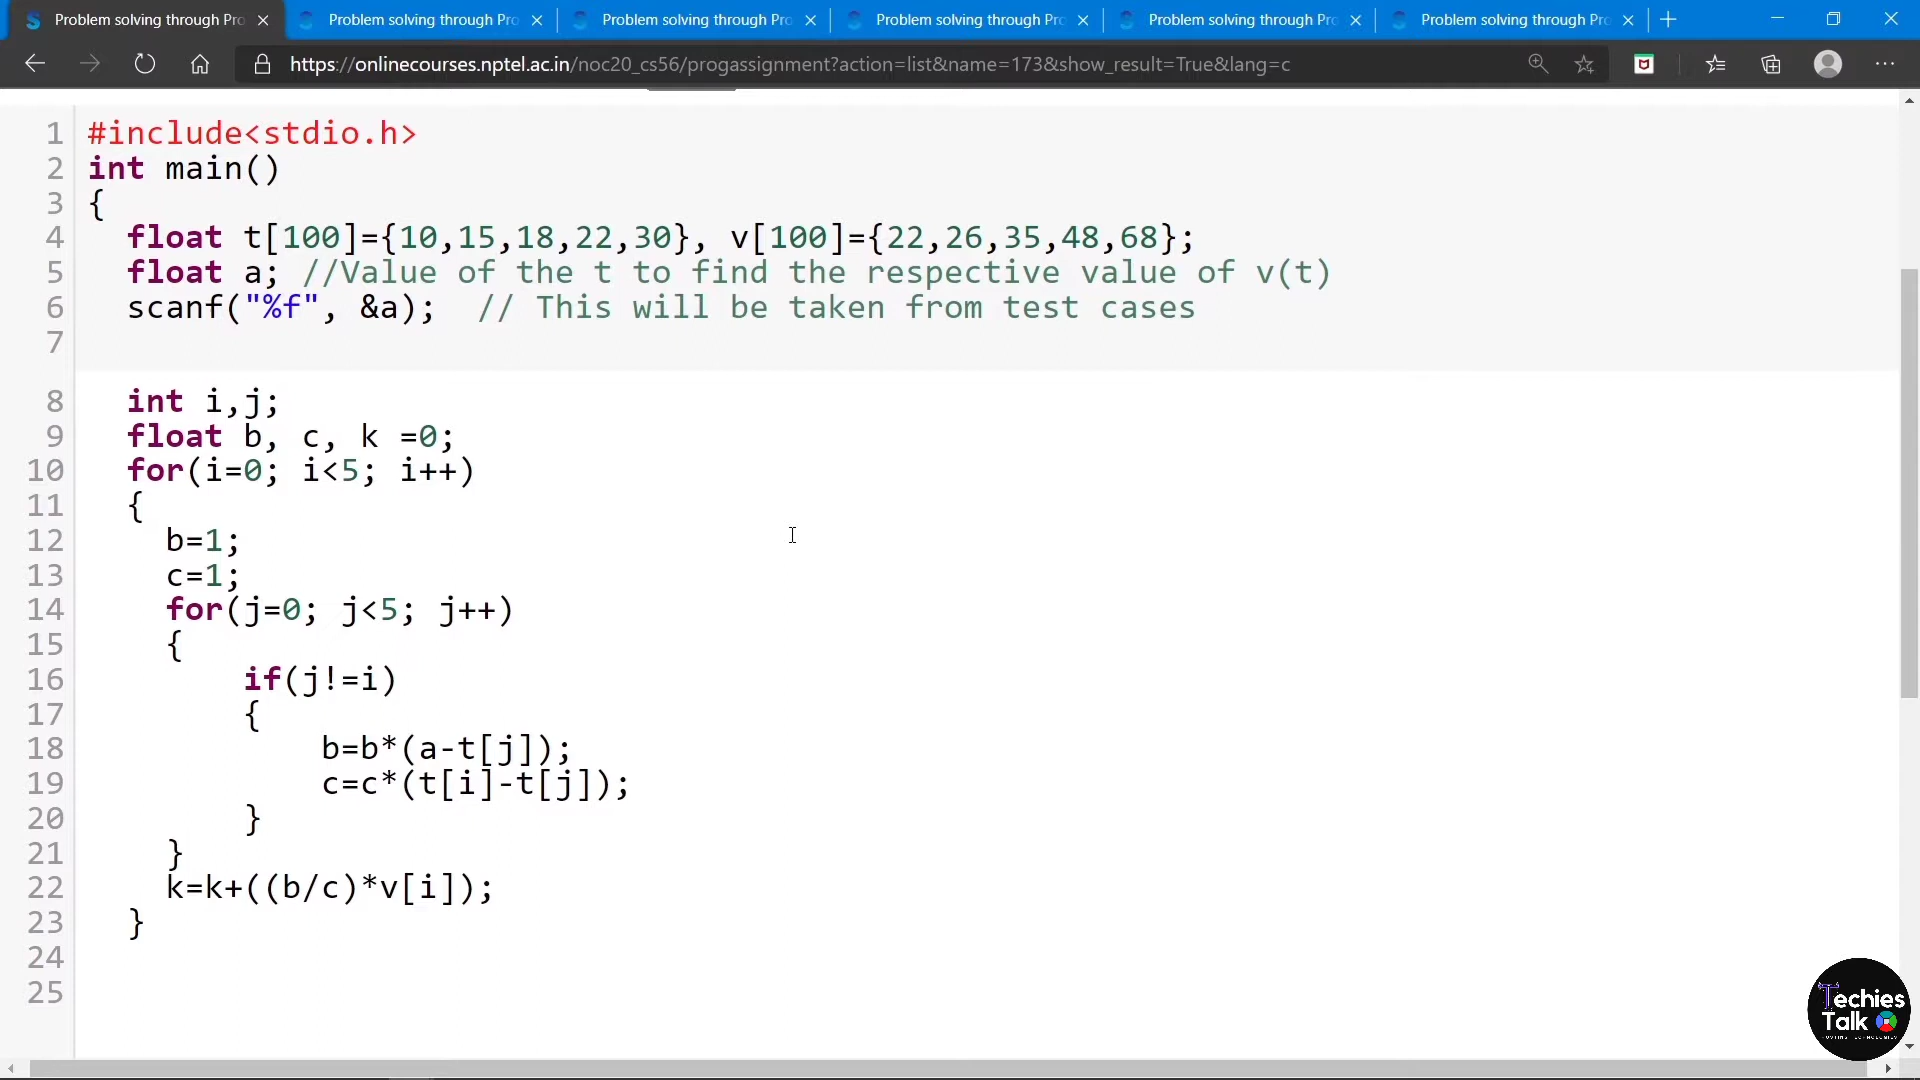 Problem solving through Pro
Problem solving through Pro
Problem solving through Pro
Problem solving through Pro
Problem solving through Pro
Problem solving through Pro
https://onlinecourses.nptel.ac.in/noc20_cs56/progassignment?action=list&name=173&show_result=True&lang=c
1 #include<stdio.h>
2 int main()
3 {
4 float t[100]={10,15,18,22,30}, v[100]={22,26,35,48,68};
5 float a; //Value of the t to find the respective value of v(t)
6 scanf("%f", &a);  // This will be taken from test cases
7
8 int i,j;
9 float b, c, k =0;
10 for(i=0; i<5; i++)
11 {
12 b=1;
13 c=1;
14 for(j=0; j<5; j++)
15 {
16 if(j!=i)
17 {
18 b=b*(a-t[j]);
19 c=c*(t[i]-t[j]);
20 }
21 }
22 k=k+((b/c)*v[i]);
23 }
24
25
Techies
Talk